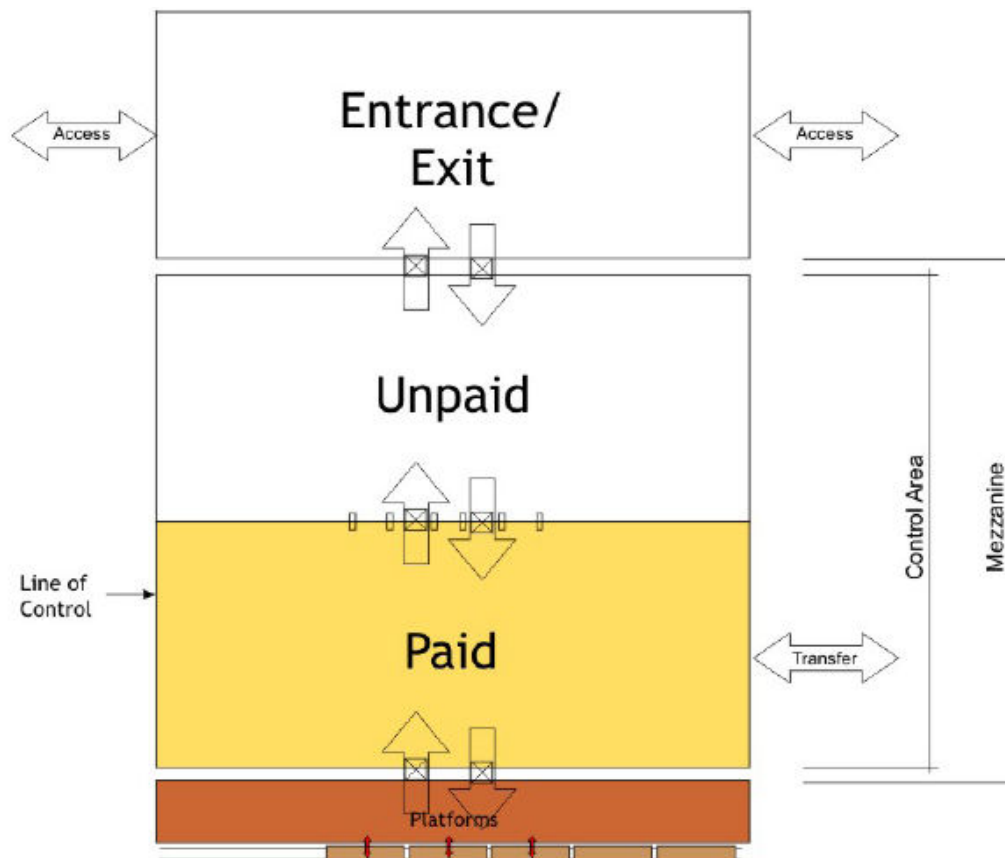 Entrance/
Exit
Access
Access
Unpaid
Control Area
Mezzanine
Line of
Control
Paid
Transfer
Platforms